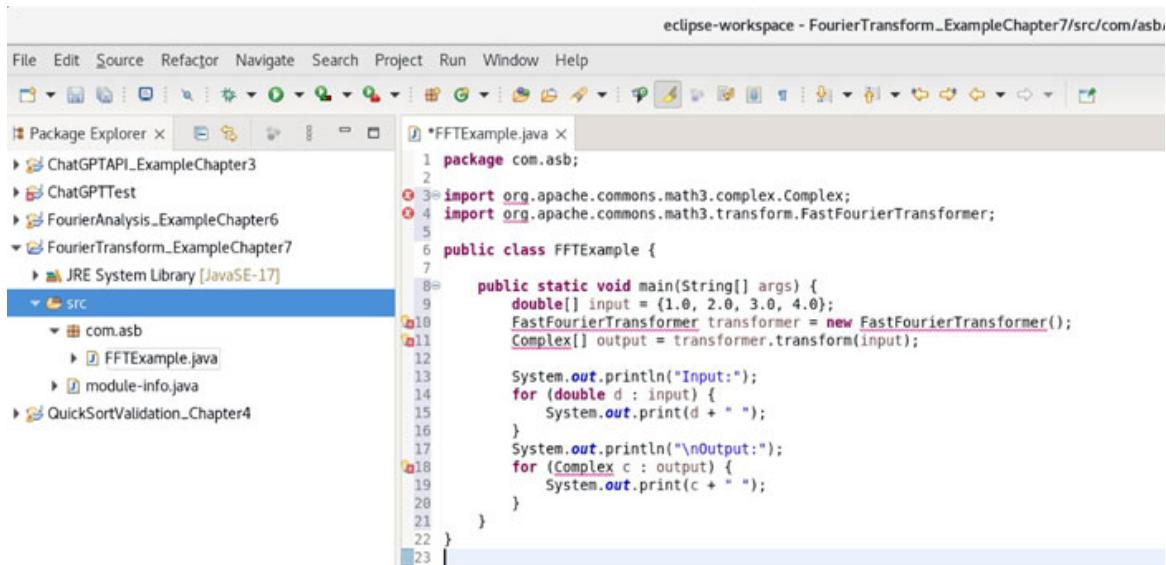 eclipse-workspace - FourierTransform_ExampleChapter7/src/com/asb/
File Edit Source Refactor Navigate Search Project Run Window Help
Package Explorer ×
*FFTExample.java ×
ChatGPTAPI_ExampleChapter3
ChatGPTTest
FourierAnalysis_ExampleChapter6
FourierTransform_ExampleChapter7
JRE System Library [JavaSE-17]
src
com.asb
FFTExample.java
module-info.java
QuickSortValidation_Chapter4
1 package com.asb;
2
3 import org.apache.commons.math3.complex.Complex;
4 import org.apache.commons.math3.transform.FastFourierTransformer;
5
6 public class FFTExample {
7
8 public static void main(String[] args) {
9 double[] input = {1.0, 2.0, 3.0, 4.0};
10 FastFourierTransformer transformer = new FastFourierTransformer();
11 Complex[] output = transformer.transform(input);
12
13 System.out.println("Input:");
14 for (double d : input) {
15 System.out.print(d + " ");
16 }
17 System.out.println("\nOutput:");
18 for (Complex c : output) {
19 System.out.print(c + " ");
20 }
21 }
22 }
23